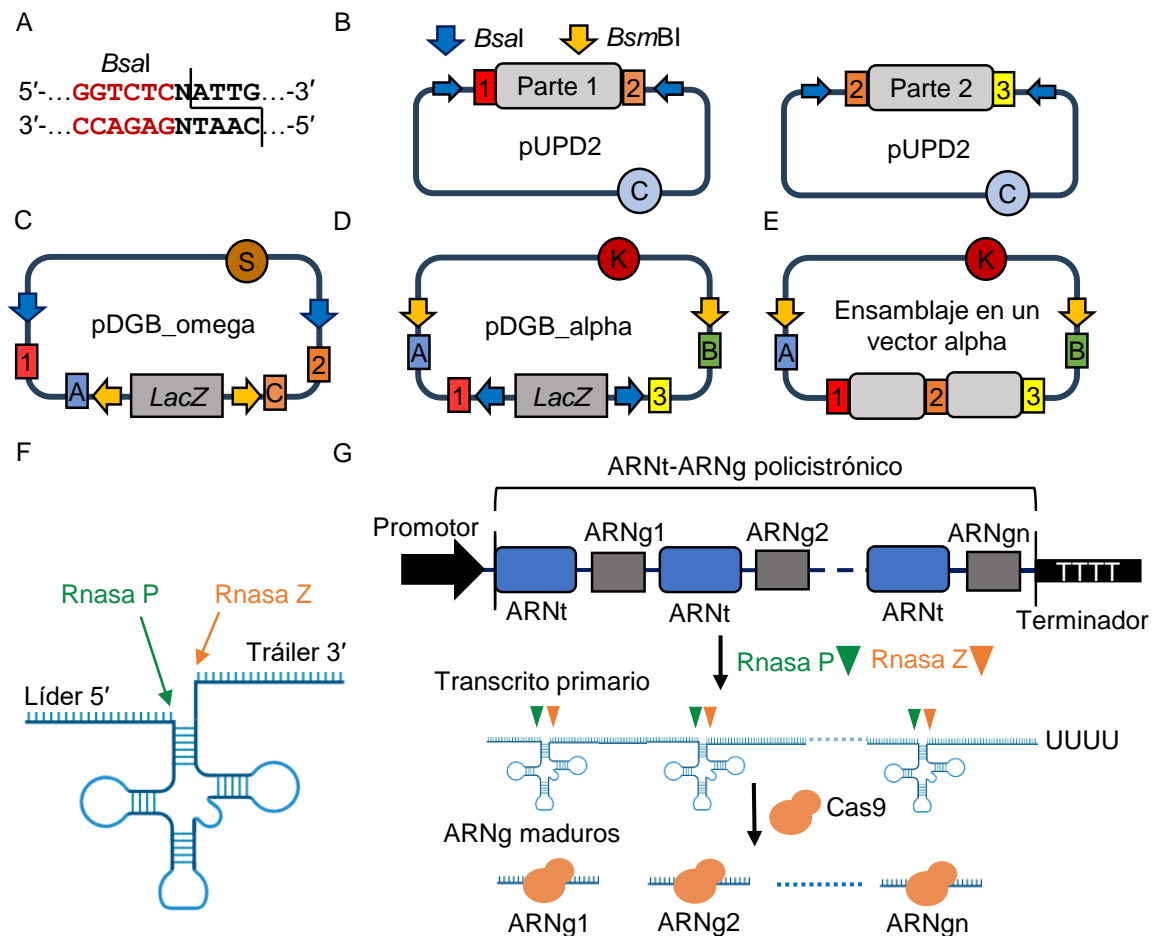 A
BsaI
5′-…GGTCTCNATTG…-3′
3′-…CCAGAGNTAAC…-5′
B
BsaI
BsmBI
1
Parte 1
2
pUPD2
C
2
Parte 2
3
pUPD2
C
C
S
pDGB_omega
1
2
A
LacZ
C
D
K
pDGB_alpha
A
B
1
LacZ
3
E
K
Ensamblaje en un
vector alpha
A
B
1
2
3
F
Rnasa P
Rnasa Z
Tráiler 3′
Líder 5′
G
ARNt-ARNg policistrónico
Promotor
ARNg1
ARNg2
ARNgn
TTTT
ARNt
ARNt
ARNt
Terminador
Rnasa P
Rnasa Z
Transcrito primario
UUUU
Cas9
ARNg maduros
ARNg1
ARNg2
ARNgn